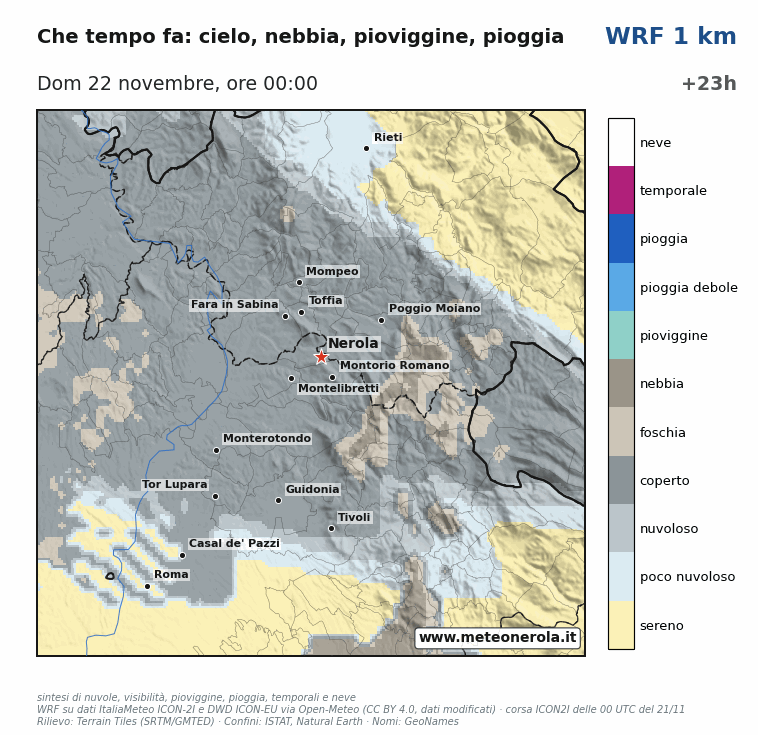 Che tempo fa: cielo, nebbia, pioviggine, pioggia
WRF 1 km
Dom 22 novembre, ore 00:00
+23h
Rieti
Mompeo
Fara in Sabina
Toffia
Poggio Moiano
Nerola
Montorio Romano
Montelibretti
Monterotondo
Tor Lupara
Guidonia
Tivoli
Casal de' Pazzi
Roma
www.meteonerola.it
neve
temporale
pioggia
pioggia debole
pioviggine
nebbia
foschia
coperto
nuvoloso
poco nuvoloso
sereno
sintesi di nuvole, visibilità, pioviggine, pioggia, temporali e neve
WRF su dati ItaliaMeteo ICON-2I e DWD ICON-EU via Open-Meteo (CC BY 4.0, dati modificati) · corsa ICON2I delle 00 UTC del 21/11
Rilievo: Terrain Tiles (SRTM/GMTED) · Confini: ISTAT, Natural Earth · Nomi: GeoNames